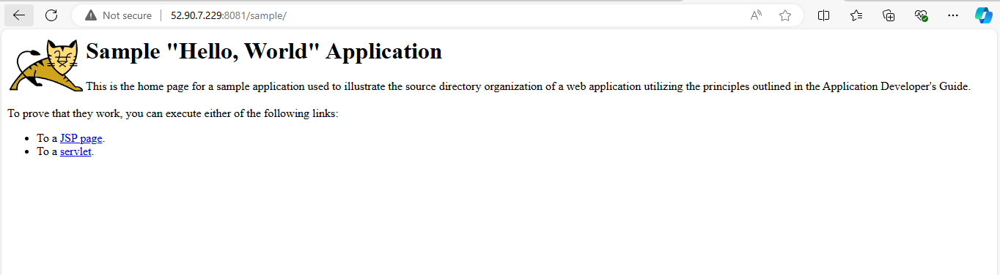 Not secure 52.90.7.229:8081/sample/
Sample "Hello, World" Application
This is the home page for a sample application used to illustrate the source directory organization of a web application utilizing the principles outlined in the Application Developer's Guide.
To prove that they work, you can execute either of the following links:
To a JSP page.
To a servlet.